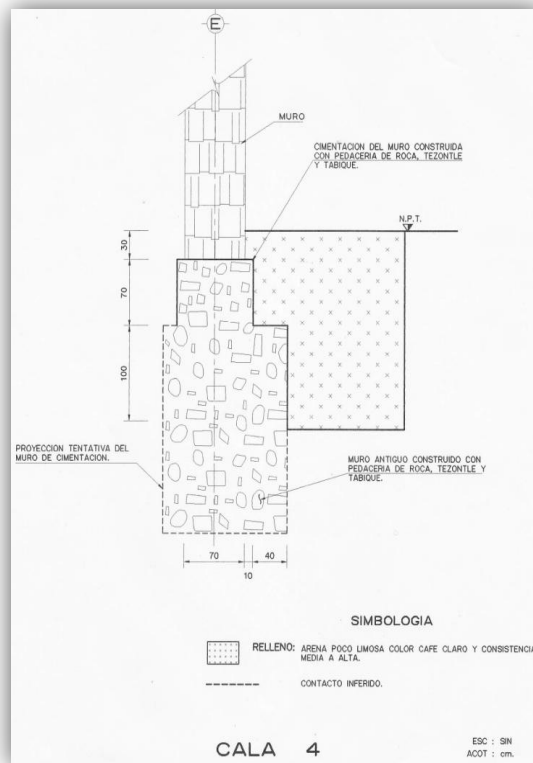 E
MURO
CIMENTACION DEL MURO CONSTRUIDA
CON PEDACERIA DE ROCA, TEZONTLE
Y TABIQUE.
N.P.T.
30
70
100
PROYECCION TENTATIVA DEL
MURO DE CIMENTACION.
MURO ANTIGUO CONSTRUIDO CON
PEDACERIA DE ROCA, TEZONTLE Y
TABIQUE.
70
10
40
SIMBOLOGIA
RELLENO: ARENA POCO LIMOSA COLOR CAFE CLARO Y CONSISTENCIA
MEDIA A ALTA.
CONTACTO INFERIDO.
CALA 4
ESC : SIN
ACOT : cm.